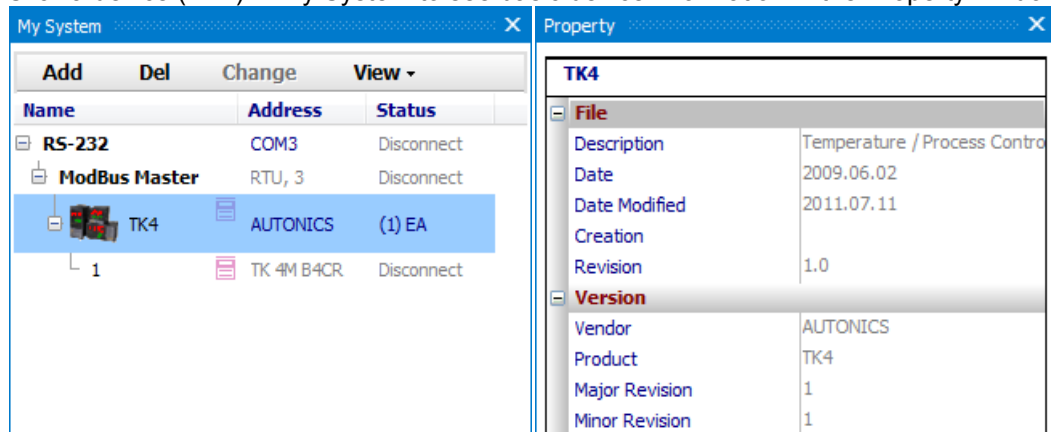 My System
Add Del Change View
Name Address Status
RS-232 COM3 Disconnect
ModBus Master RTU, 3 Disconnect
TK4 AUTONICS (1) EA
1 TK 4M B4CR Disconnect
Property
TK4
File
Description Temperature / Process Contro
Date 2009.06.02
Date Modified 2011.07.11
Creation
Revision 1.0
Version
Vendor AUTONICS
Product TK4
Major Revision 1
Minor Revision 1